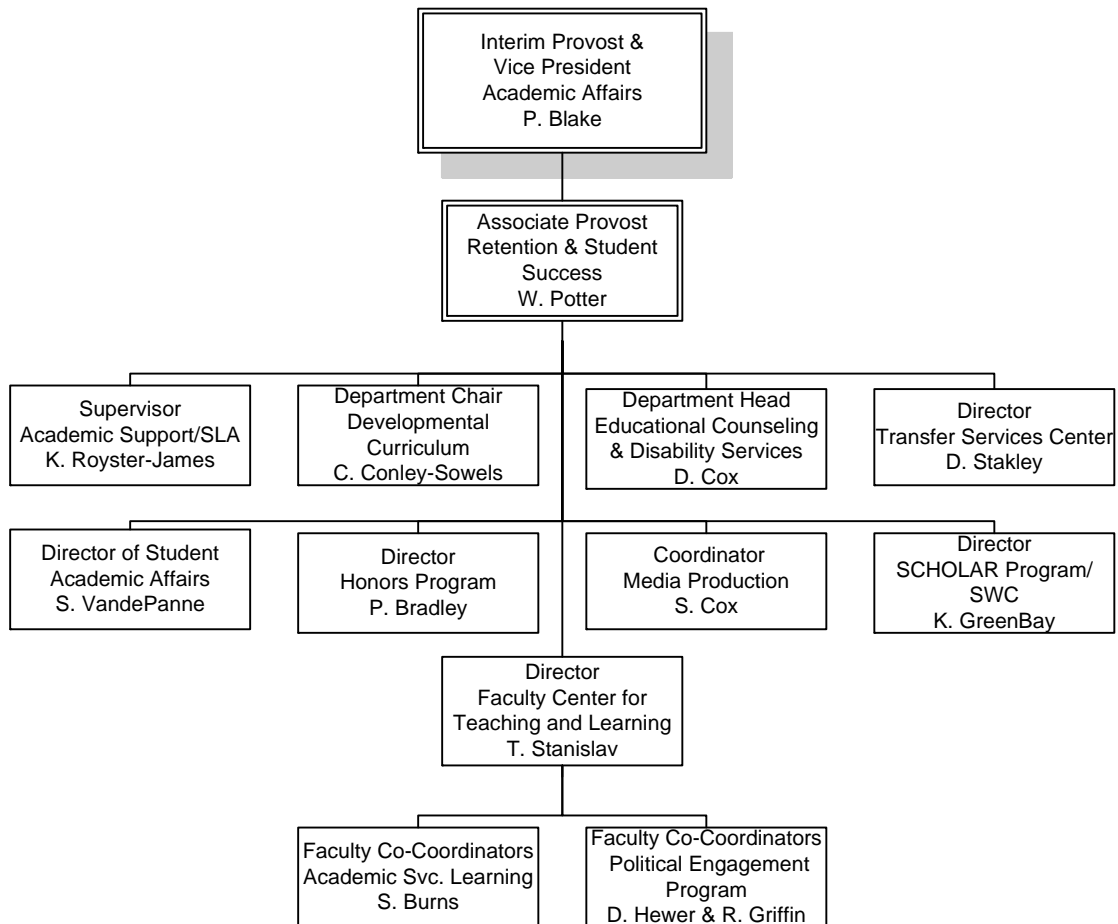 Interim Provost &
Vice President
Academic Affairs
P. Blake
Associate Provost
Retention & Student
Success
W. Potter
Supervisor
Academic Support/SLA
K. Royster-James
Department Chair
Developmental
Curriculum
C. Conley-Sowels
Department Head
Educational Counseling
& Disability Services
D. Cox
Director
Transfer Services Center
D. Stakley
Director of Student
Academic Affairs
S. VandePanne
Director
Honors Program
P. Bradley
Coordinator
Media Production
S. Cox
Director
SCHOLAR Program/
SWC
K. GreenBay
Director
Faculty Center for
Teaching and Learning
T. Stanislav
Faculty Co-Coordinators
Academic Svc. Learning
S. Burns
Faculty Co-Coordinators
Political Engagement
Program
D. Hewer & R. Griffin